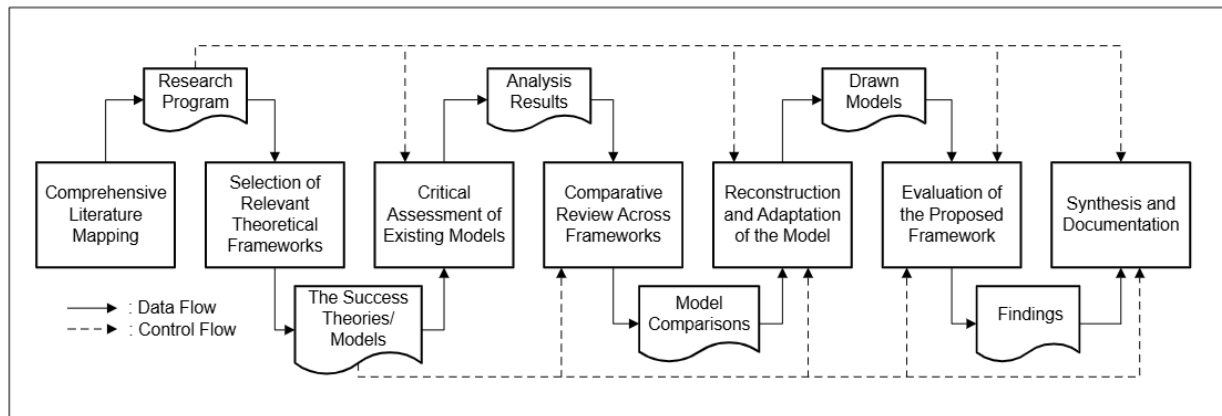 Research
Program
Analysis
Results
Drawn
Models
Comprehensive
Literature
Mapping
Selection of
Relevant
Theoretical
Frameworks
Critical
Assessment of
Existing Models
Comparative
Review Across
Frameworks
Reconstruction
and Adaptation
of the Model
Evaluation of
the Proposed
Framework
Synthesis and
Documentation
The Success
Theories/
Models
Model
Comparisons
Findings
: Data Flow
: Control Flow